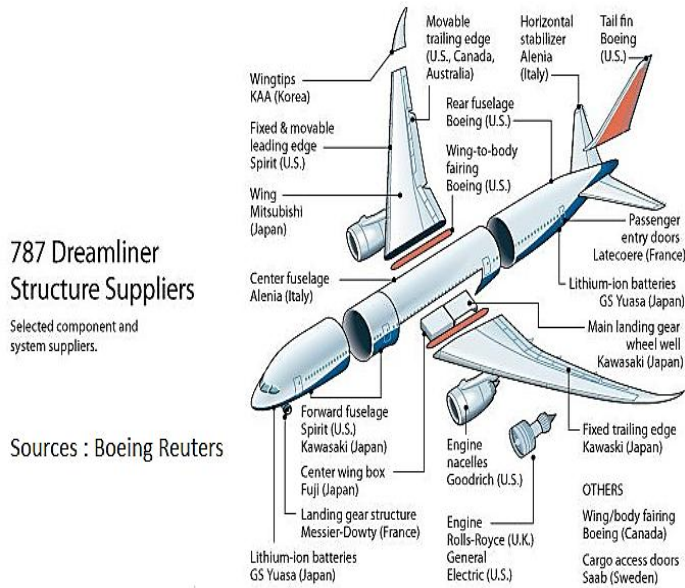 Movable
trailing edge
(U.S., Canada,
Australia)
Horizontal
stabilizer
Alenia
(Italy)
Tail fin
Boeing
(U.S.)
Wingtips
KAA (Korea)
Fixed & movable
leading edge
Spirit (U.S.)
Rear fuselage
Boeing (U.S.)
Wing-to-body
fairing
Boeing (U.S.)
Wing
Mitsubishi
(Japan)
Passenger
entry doors
Latecoere (France)
787 Dreamliner
Structure Suppliers
Selected component and
system suppliers.
Center fuselage
Alenia (Italy)
Lithium-ion batteries
GS Yuasa (Japan)
Main landing gear
wheel well
Kawasaki (Japan)
Sources : Boeing Reuters
Forward fuselage
Spirit (U.S.)
Kawasaki (Japan)
Center wing box
Fuji (Japan)
Landing gear structure
Messier-Dowty (France)
Lithium-ion batteries
GS Yuasa (Japan)
Engine
nacelles
Goodrich (U.S.)
Engine
Rolls-Royce (U.K.)
General
Electric (U.S.)
Fixed trailing edge
Kawaski (Japan)
OTHERS
Wing/body fairing
Boeing (Canada)
Cargo access doors
Saab (Sweden)